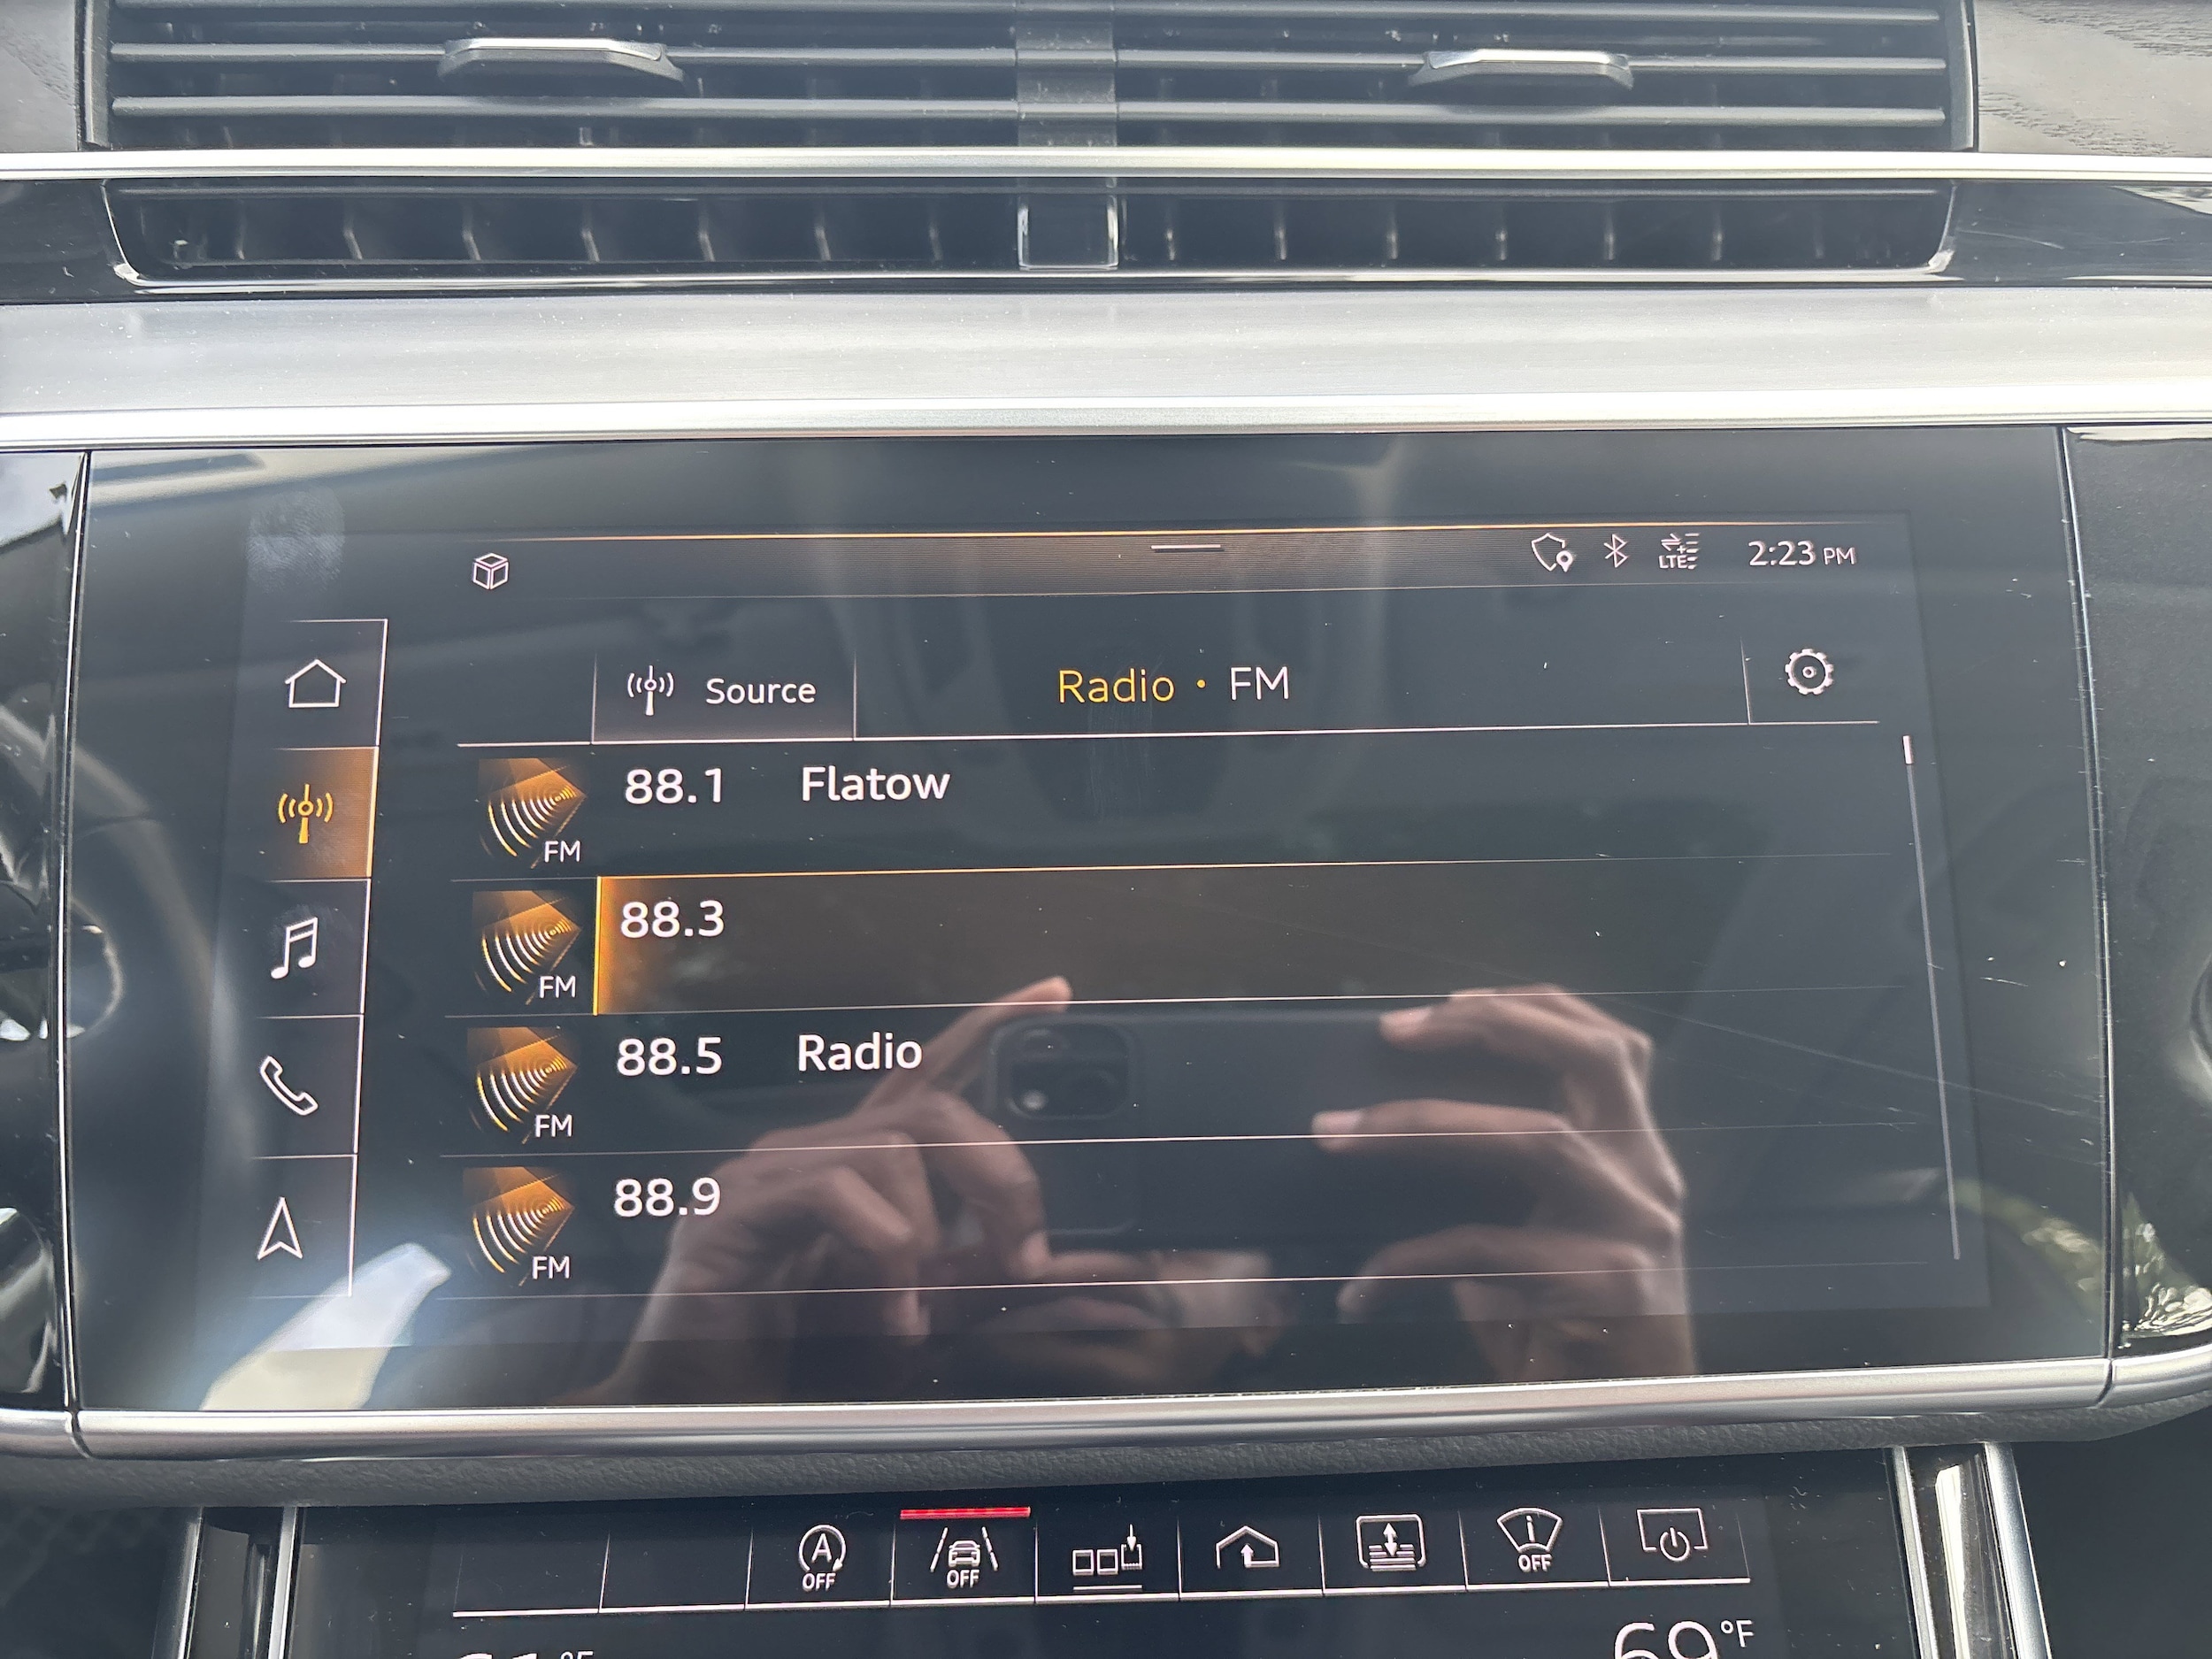 LTE
2:23 PM
Source
Radio • FM
88.1 Flatow
FM
88.3
FM
88.5 Radio
FM
88.9
FM
A
OFF
OFF
i
OFF
°F
69°F